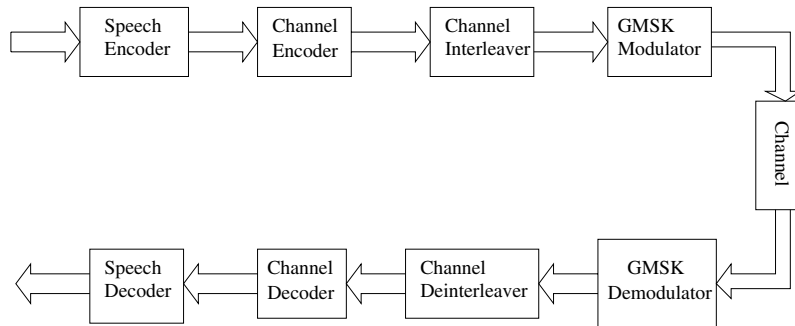 Speech
Encoder
Channel
Encoder
Channel
Interleaver
GMSK
Modulator
Channel
Speech
Decoder
Channel
Decoder
Channel
Deinterleaver
GMSK
Demodulator